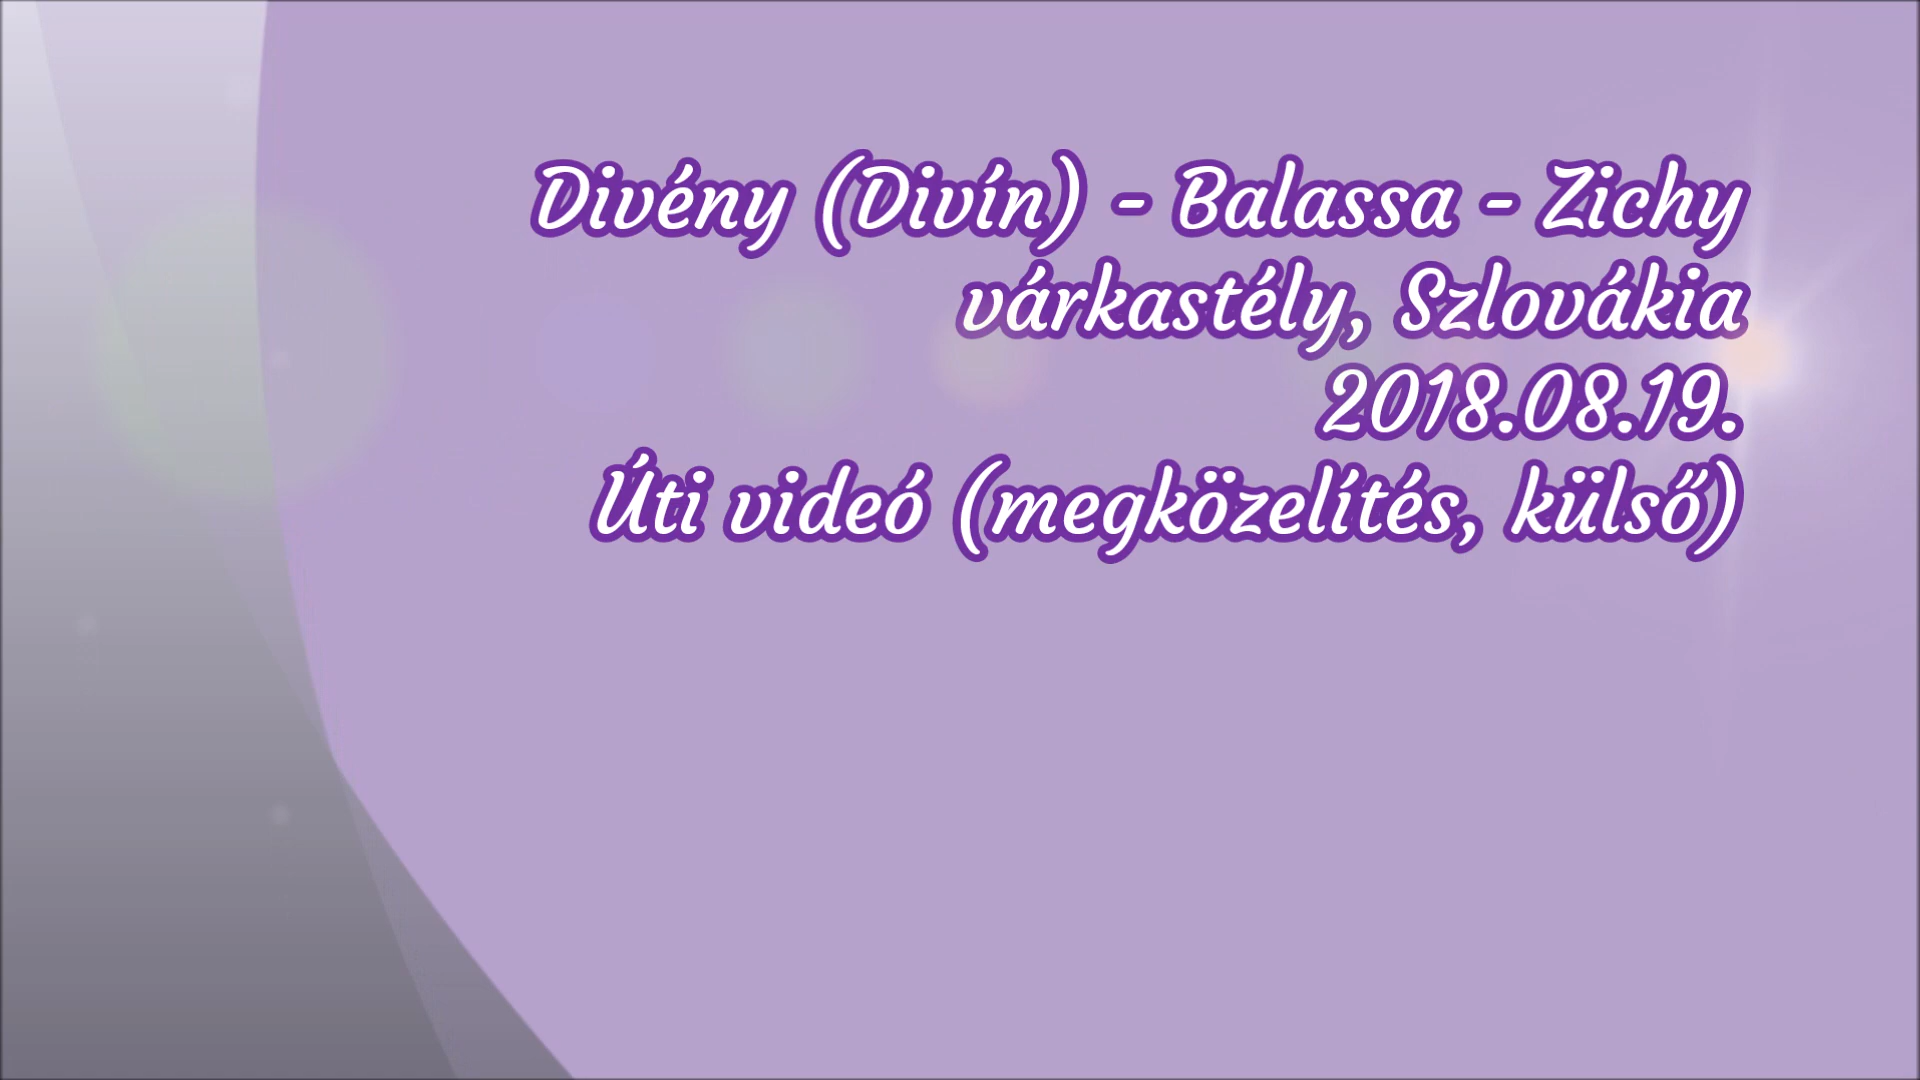 Divény (Divín) - Balassa - Zichy
várkastély, Szlovákia
2018.08.19.
Úti videó (megközelítés, külső)